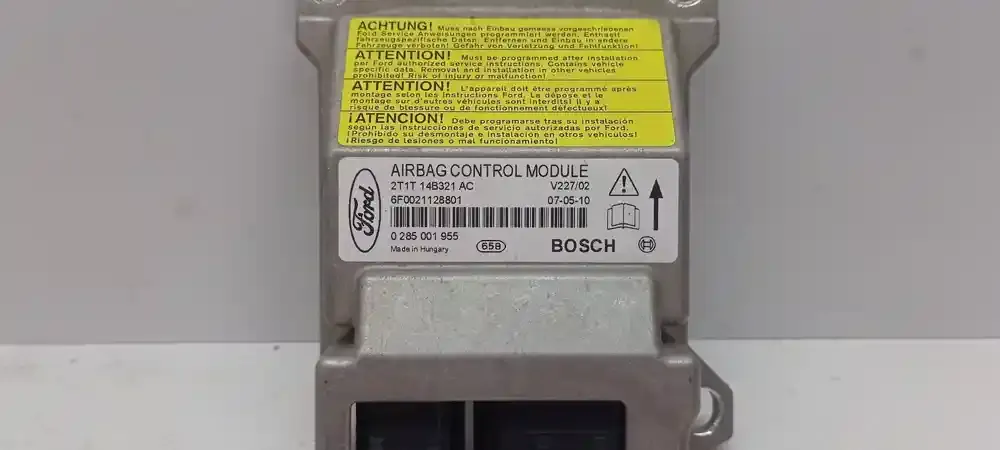 ACHTUNG! Muss nach Einbau gemaess vorgeschriebenen
Ford Service Anweisungen programmiert werden. Enthaelt
fahrzeugspezifische Daten. Entfernen und Einbau in andere
Fahrzeuge verboten! Gefahr von Verletzung und Fehlfunktion!
ATTENTION! Must be programmed after installation
per Ford authorized service instructions. Contains vehicle
specific data. Removal and installation in other vehicles
prohibited! Risk of injury or malfunction!
ATTENTION! L'appareil doit être programmé après
montage selon les instructions Ford. La dépose et le
montage sur d'autres véhicules sont interdits! Il y a
risque de blessure ou de fonctionnement défectueux!
¡ATENCION! Debe programarse tras su instalación
según las instrucciones de servicio autorizadas por Ford.
¡Prohibido su desmontaje e instalación en otros vehículos!
¡Riesgo de lesiones o mal funcionamiento!
Ford
AIRBAG CONTROL MODULE
2T1T 14B321 AC V227/02
6F0021128801 07-05-10
0 285 001 955
Made in Hungary 658 BOSCH